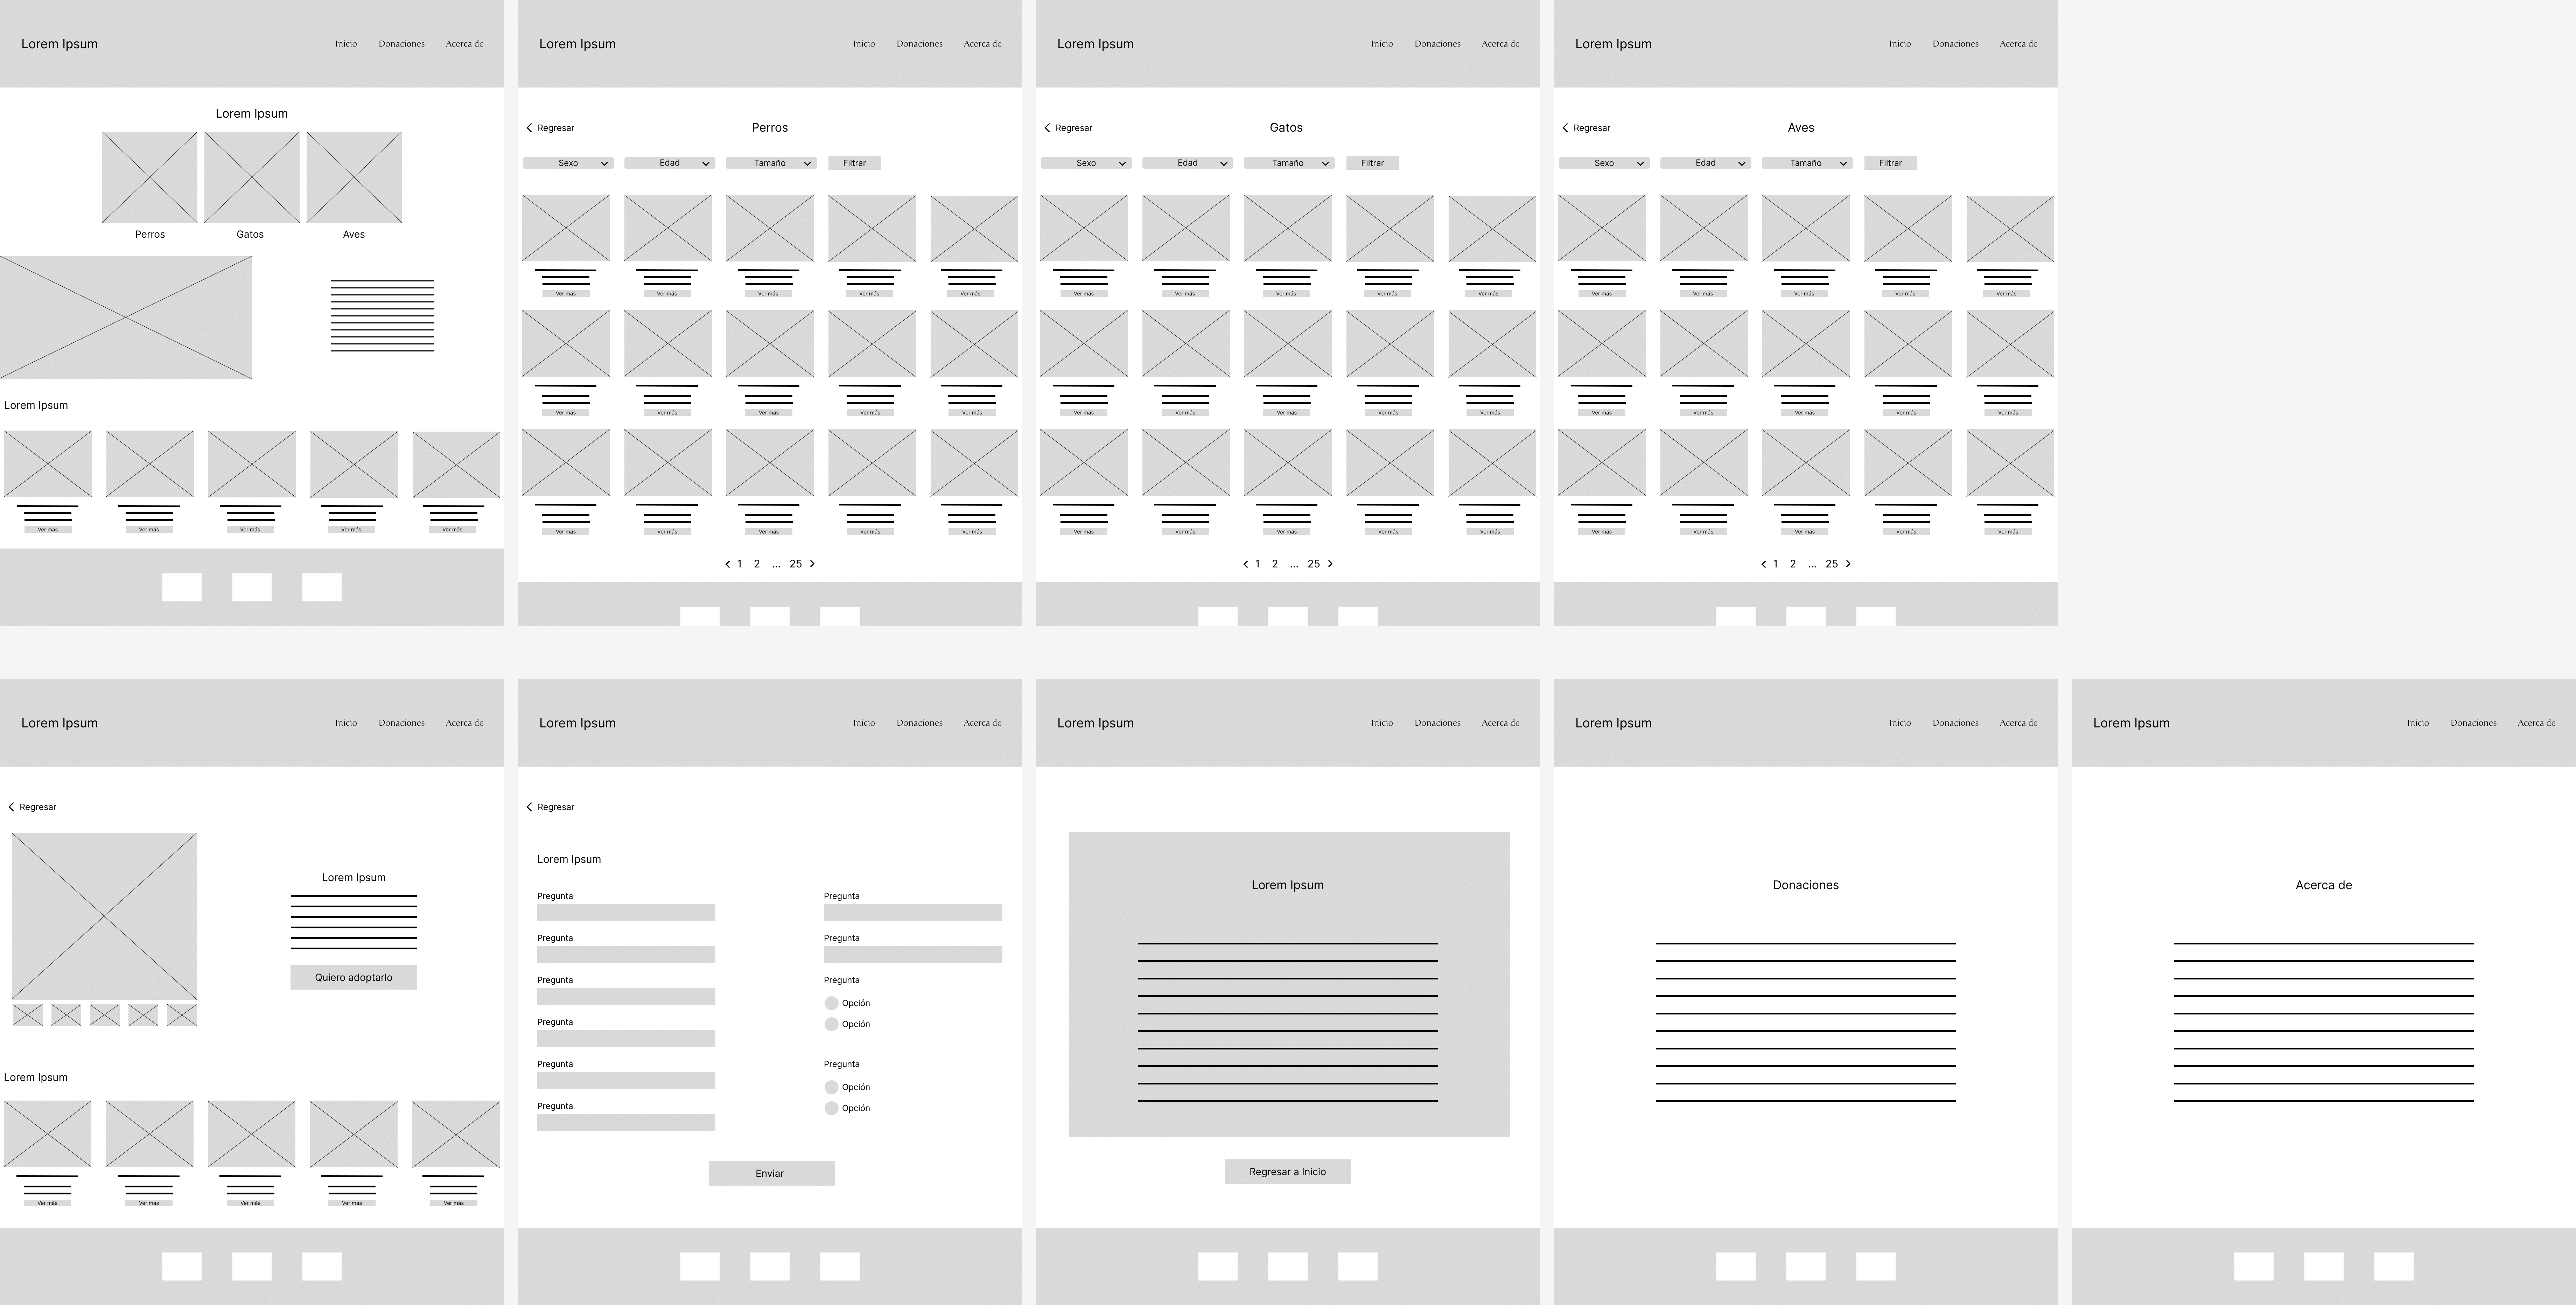 Lorem Ipsum Inicio Donaciones Acerca de
Lorem Ipsum
Perros Gatos Aves
Lorem Ipsum
Ver más Ver más Ver más Ver más Ver más
Lorem Ipsum Inicio Donaciones Acerca de
Regresar Perros
Sexo Edad Tamaño Filtrar
Ver más Ver más Ver más Ver más Ver más
Ver más Ver más Ver más Ver más Ver más
Ver más Ver más Ver más Ver más Ver más
1 2 ... 25
Lorem Ipsum Inicio Donaciones Acerca de
Regresar Gatos
Sexo Edad Tamaño Filtrar
Ver más Ver más Ver más Ver más Ver más
Ver más Ver más Ver más Ver más Ver más
Ver más Ver más Ver más Ver más Ver más
1 2 ... 25
Lorem Ipsum Inicio Donaciones Acerca de
Regresar Aves
Sexo Edad Tamaño Filtrar
Ver más Ver más Ver más Ver más Ver más
Ver más Ver más Ver más Ver más Ver más
Ver más Ver más Ver más Ver más Ver más
1 2 ... 25
Lorem Ipsum Inicio Donaciones Acerca de
Regresar
Lorem Ipsum
Quiero adoptarlo
Lorem Ipsum
Ver más Ver más Ver más Ver más Ver más
Lorem Ipsum Inicio Donaciones Acerca de
Regresar
Lorem Ipsum
Pregunta Pregunta
Pregunta Pregunta
Pregunta Pregunta
Opción
Pregunta Opción
Pregunta Pregunta
Opción
Pregunta Opción
Enviar
Lorem Ipsum Inicio Donaciones Acerca de
Lorem Ipsum
Regresar a Inicio
Lorem Ipsum Inicio Donaciones Acerca de
Donaciones
Lorem Ipsum Inicio Donaciones Acerca de
Acerca de